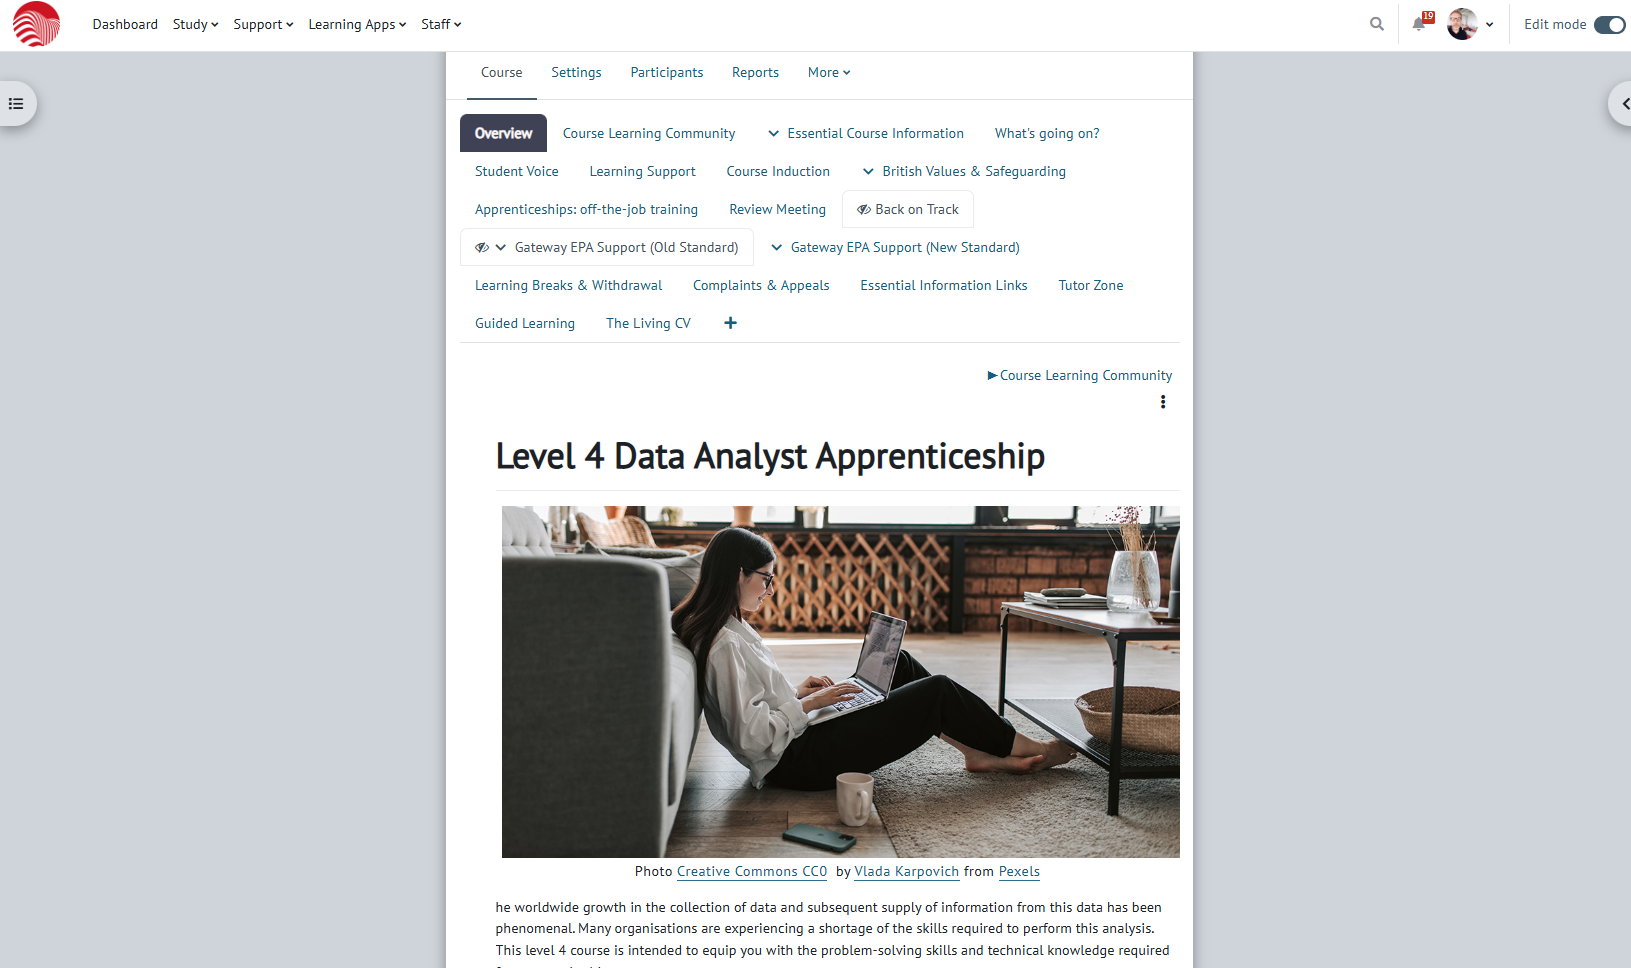 Dashboard Study Support Learning Apps Staff 19 Edit mode
Course Settings Participants Reports More
Overview Course Learning Community Essential Course Information What's going on?
Student Voice Learning Support Course Induction British Values & Safeguarding
Apprenticeships: off-the-job training Review Meeting Back on Track
Gateway EPA Support (Old Standard) Gateway EPA Support (New Standard)
Learning Breaks & Withdrawal Complaints & Appeals Essential Information Links Tutor Zone
Guided Learning The Living CV
Course Learning Community
Level 4 Data Analyst Apprenticeship
Photo Creative Commons CC0 by Vlada Karpovich from Pexels
he worldwide growth in the collection of data and subsequent supply of information from this data has been
phenomenal. Many organisations are experiencing a shortage of the skills required to perform this analysis.
This level 4 course is intended to equip you with the problem-solving skills and technical knowledge required